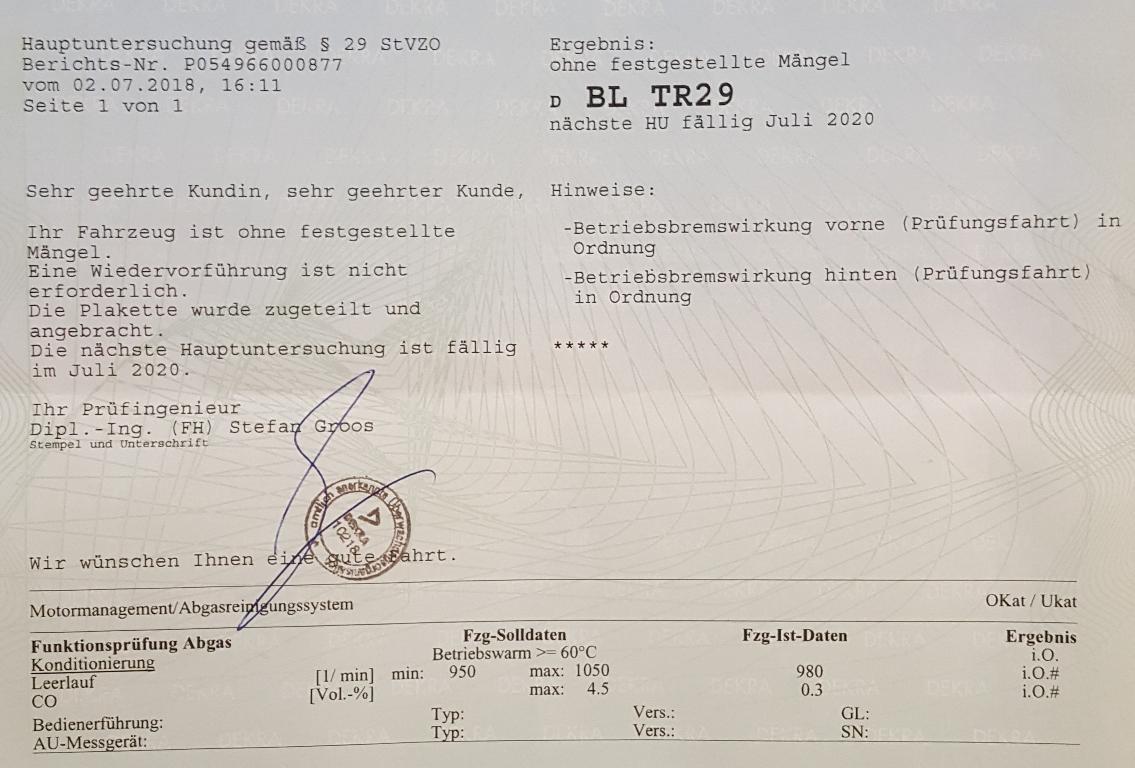 Hauptuntersuchung gemäß § 29 StVZO
Berichts-Nr. P054966000877
vom 02.07.2018, 16:11
Seite 1 von 1
Ergebnis:
ohne festgestellte Mängel
D BL TR29
nächste HU fällig Juli 2020
Sehr geehrte Kundin, sehr geehrter Kunde,
Ihr Fahrzeug ist ohne festgestellte
Mängel.
Eine Wiedervorführung ist nicht
erforderlich.
Die Plakette wurde zugeteilt und
angebracht.
Die nächste Hauptuntersuchung ist fällig
im Juli 2020.
Ihr Prüfingenieur
Dipl.-Ing. (FH) Stefan Groos
Stempel und Unterschrift
Hinweise:
-Betriebsbremswirkung vorne (Prüfungsfahrt) in
Ordnung
-Betriebsbremswirkung hinten (Prüfungsfahrt)
in Ordnung
*****
amtlich anerkannte
DEKRA
10218
Wir wünschen Ihnen eine gute Fahrt.
Motormanagement/Abgasreinigungssystem OKat / Ukat
Funktionsprüfung Abgas Fzg-Solldaten Fzg-Ist-Daten Ergebnis
Konditionierung Betriebswarm >= 60°C i.O.
Leerlauf [1/ min] min: 950 max: 1050 980 i.O.#
CO [Vol.-%] max: 4.5 0.3 i.O.#
Bedienerführung: Typ: Vers.: GL:
AU-Messgerät: Typ: Vers.: SN: